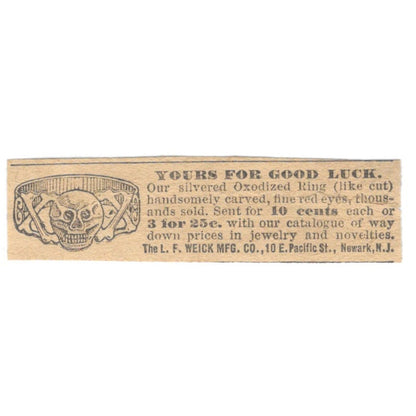 YOURS FOR GOOD LUCK.
Our silvered Oxodized Ring (like cut)
handsomely carved, fine red eyes, thous-
ands sold. Sent for 10 cents each or
3 for 25c. with our catalogue of way
down prices in jewelry and novelties.
The L. F. WEICK MFG. CO., 10 E. Pacific St., Newark, N.J.